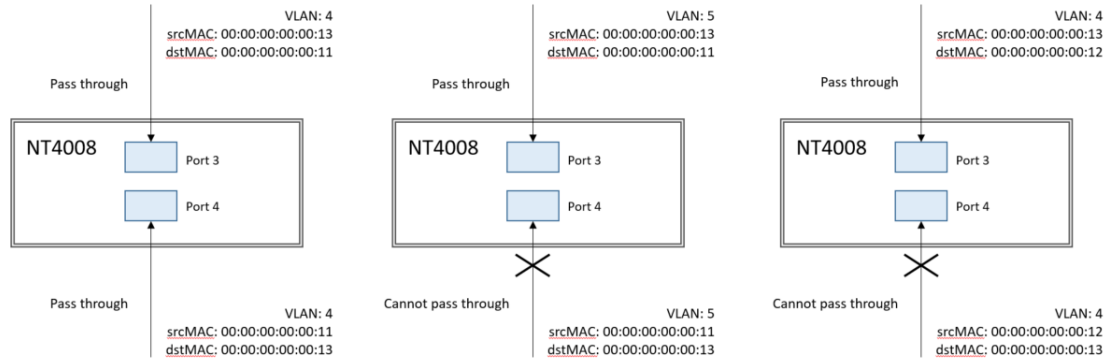 VLAN: 4
srcMAC: 00:00:00:00:00:13
dstMAC: 00:00:00:00:00:11
Pass through
NT4008
Port 3
Port 4
Pass through
VLAN: 4
srcMAC: 00:00:00:00:00:11
dstMAC: 00:00:00:00:00:13
VLAN: 5
srcMAC: 00:00:00:00:00:13
dstMAC: 00:00:00:00:00:11
Pass through
NT4008
Port 3
Port 4
Cannot pass through
VLAN: 5
srcMAC: 00:00:00:00:00:11
dstMAC: 00:00:00:00:00:13
VLAN: 4
srcMAC: 00:00:00:00:00:13
dstMAC: 00:00:00:00:00:12
Pass through
NT4008
Port 3
Port 4
Cannot pass through
VLAN: 4
srcMAC: 00:00:00:00:00:12
dstMAC: 00:00:00:00:00:13